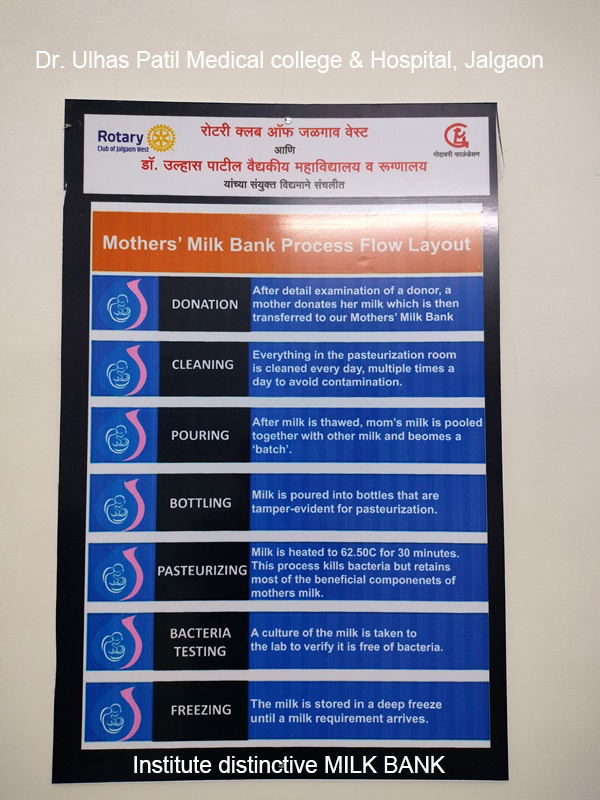 Dr. Ulhas Patil Medical college & Hospital, Jalgaon
Rotary
Club of Jalgaon West
रोटरी क्लब ऑफ जळगाव वेस्ट
आणि
डॉ. उल्हास पाटील वैद्यकीय महाविद्यालय व रूग्णालय
यांच्या संयुक्त विद्यमाने संचलीत
गोदावरी फाउंडेशन
Mothers' Milk Bank Process Flow Layout
DONATION
After detail examination of a donor, a
mother donates her milk which is then
transferred to our Mothers' Milk Bank
CLEANING
Everything in the pasteurization room
is cleaned every day, multiple times a
day to avoid contamination.
POURING
After milk is thawed, mom's milk is pooled
together with other milk and beomes a
'batch'.
BOTTLING
Milk is poured into bottles that are
tamper-evident for pasteurization.
PASTEURIZING
Milk is heated to 62.50C for 30 minutes.
This process kills bacteria but retains
most of the beneficial componenets of
mothers milk.
BACTERIA
TESTING
A culture of the milk is taken to
the lab to verify it is free of bacteria.
FREEZING
The milk is stored in a deep freeze
until a milk requirement arrives.
Institute distinctive MILK BANK